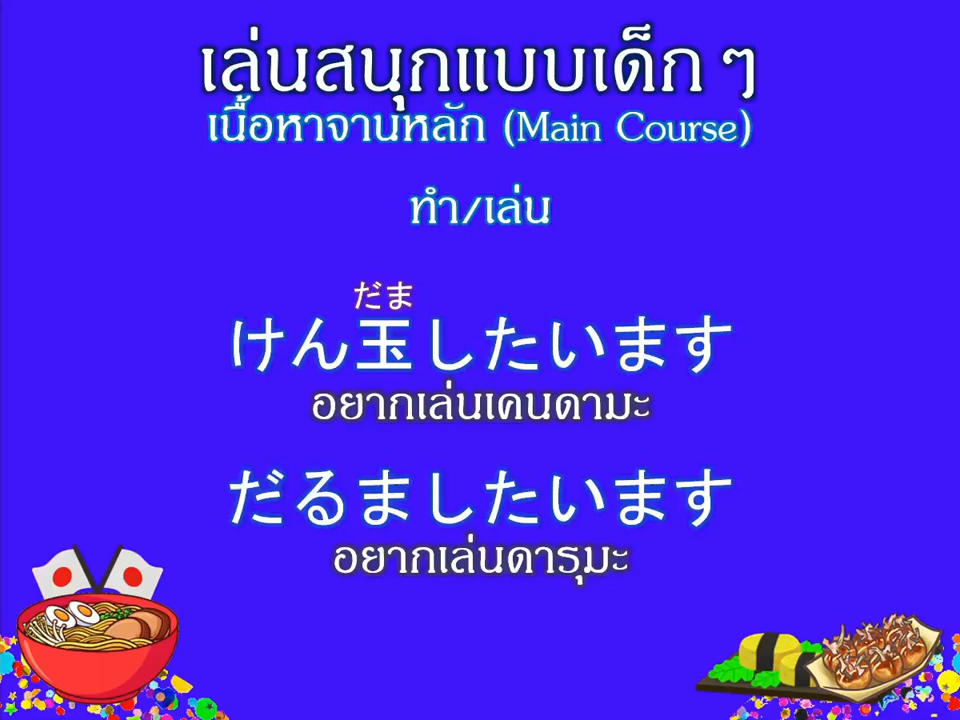 เล่นสนุกแบบเด็ก ๆ
เนื้อหาจานหลัก (Main Course)
ทำ/เล่น
だま
けん玉したいます
อยากเล่นเคนดามะ
だるましたいます
อยากเล่นดารุมะ